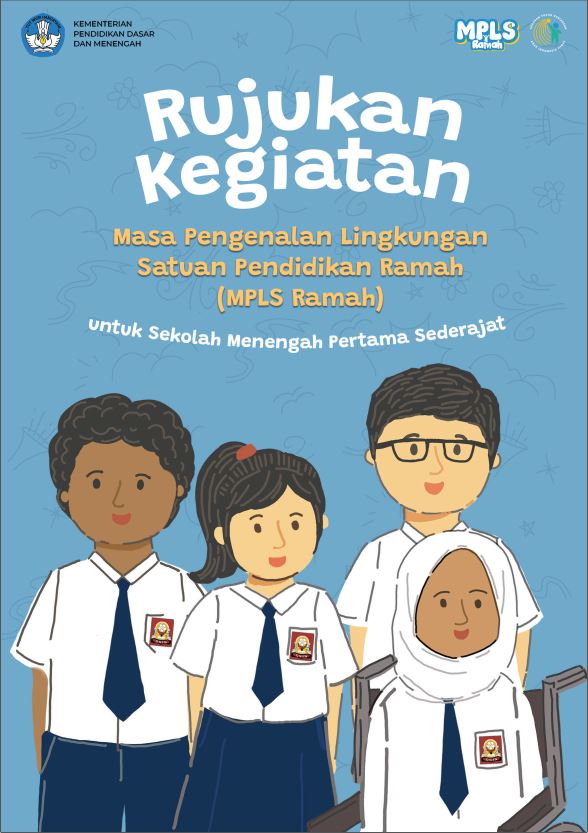 KEMENTERIAN
PENDIDIKAN DASAR
DAN MENENGAH
MPLS
Ramah
Rujukan
Kegiatan
Masa Pengenalan Lingkungan
Satuan Pendidikan Ramah
(MPLS Ramah)
untuk Sekolah Menengah Pertama Sederajat